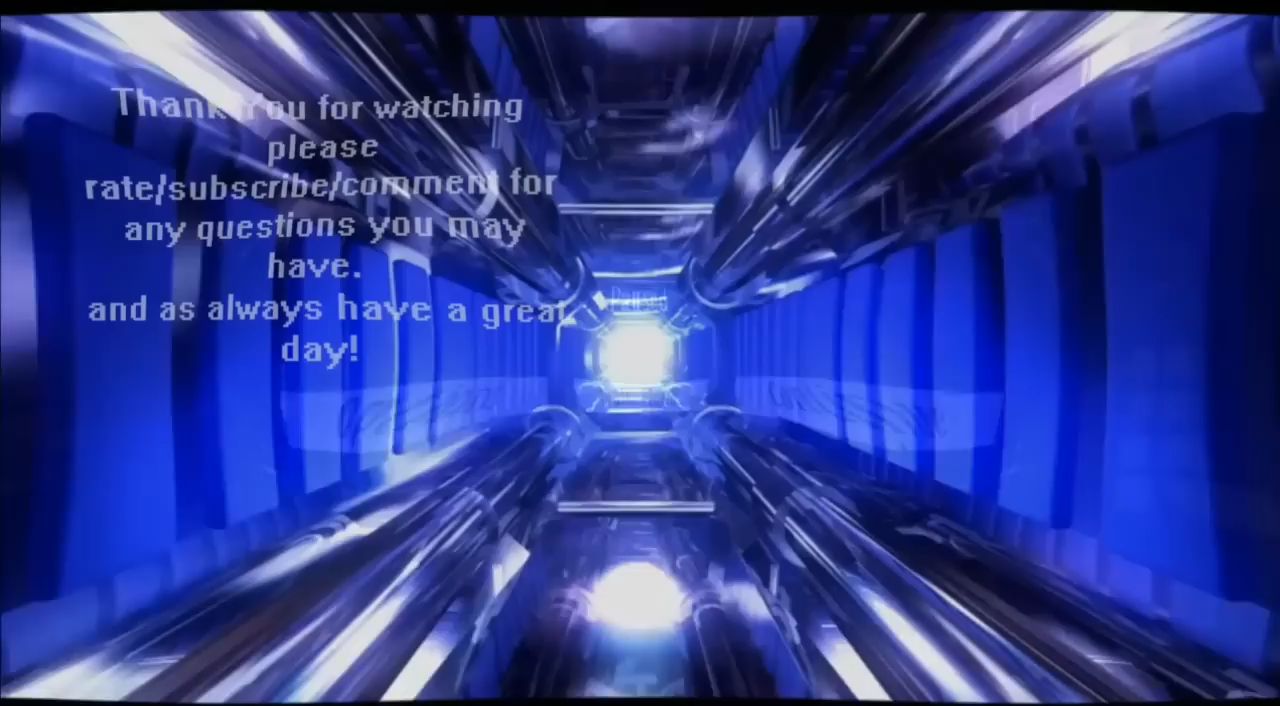 Thank You for watching
please
rate/subscribe/comment for
any questions you may
have.
and as always have a great
day!
Paused